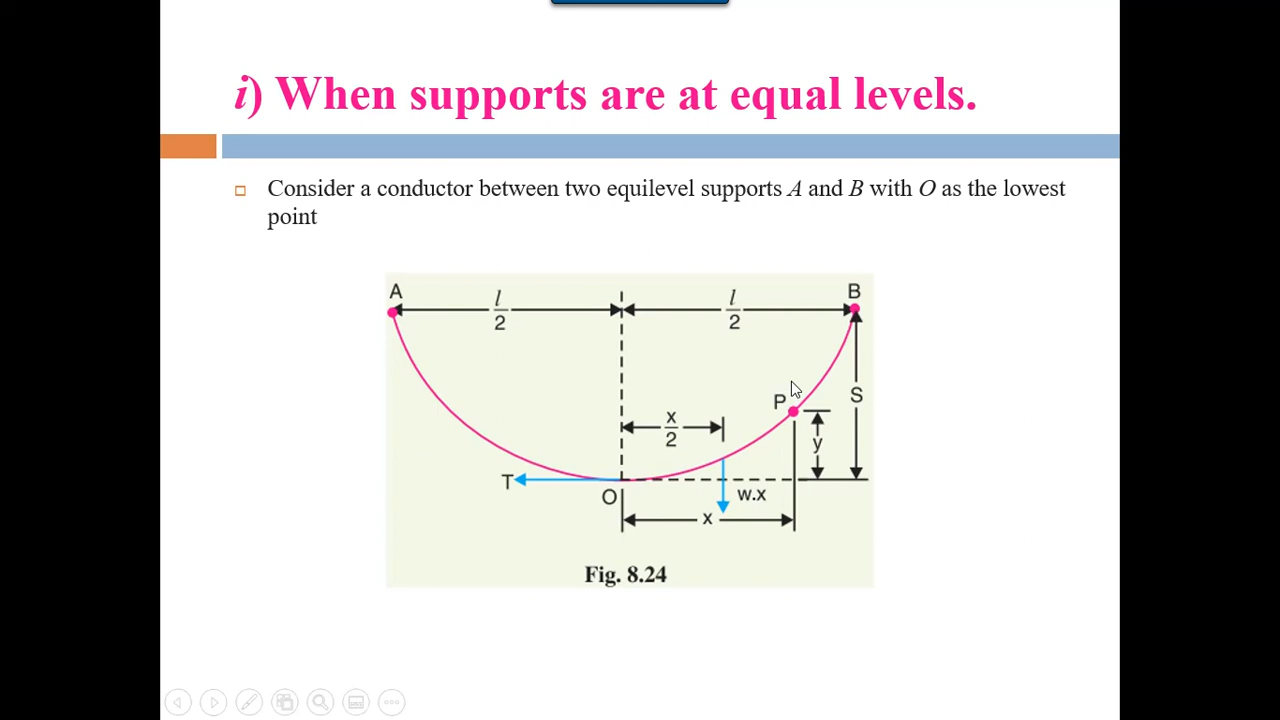 i) When supports are at equal levels.
Consider a conductor between two equilevel supports A and B with O as the lowest
point
A
l/2
l/2
B
S
P
x/2
y
T
O
w.x
x
Fig. 8.24